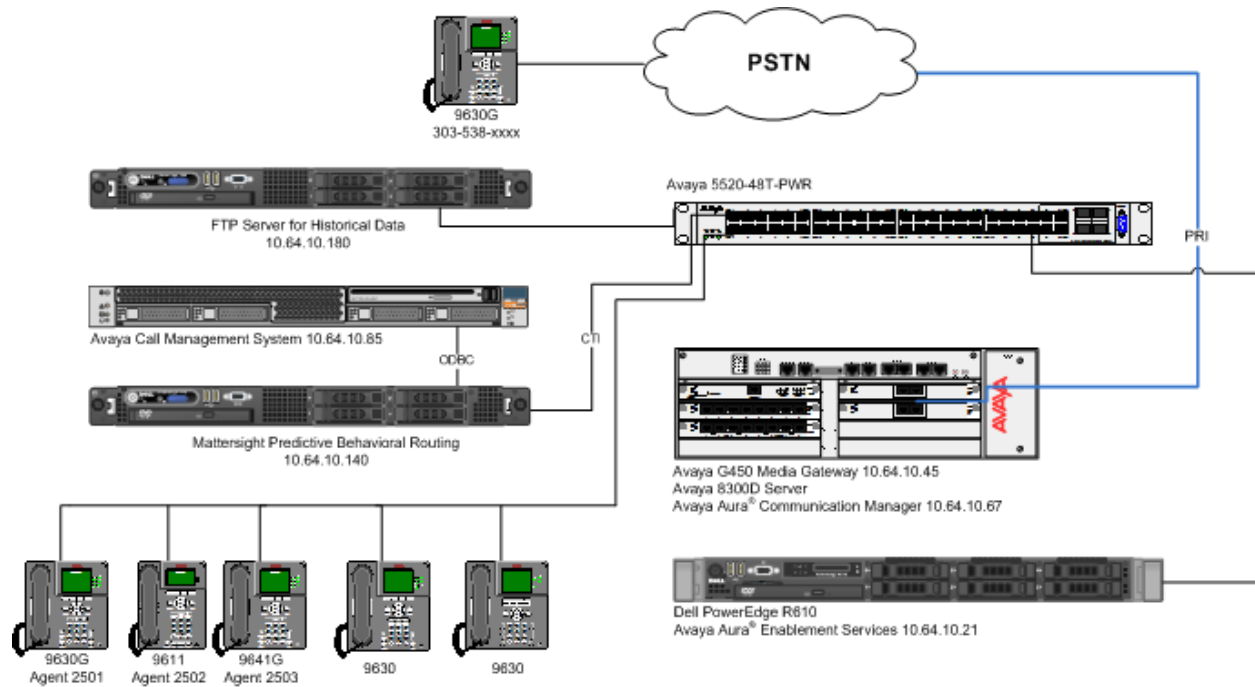 PSTN
9630G
303-538-xxxx
Avaya 5520-48T-PWR
FTP Server for Historical Data
10.64.10.180
PRI
Avaya Call Management System 10.64.10.85
CTI
ODBC
Mattersight Predictive Behavioral Routing
10.64.10.140
AVAYA
Avaya G450 Media Gateway 10.64.10.45
Avaya 8300D Server
Avaya Aura® Communication Manager 10.64.10.67
Dell PowerEdge R610
Avaya Aura® Enablement Services 10.64.10.21
9630G
Agent 2501
9611
Agent 2502
9641G
Agent 2503
9630
9630